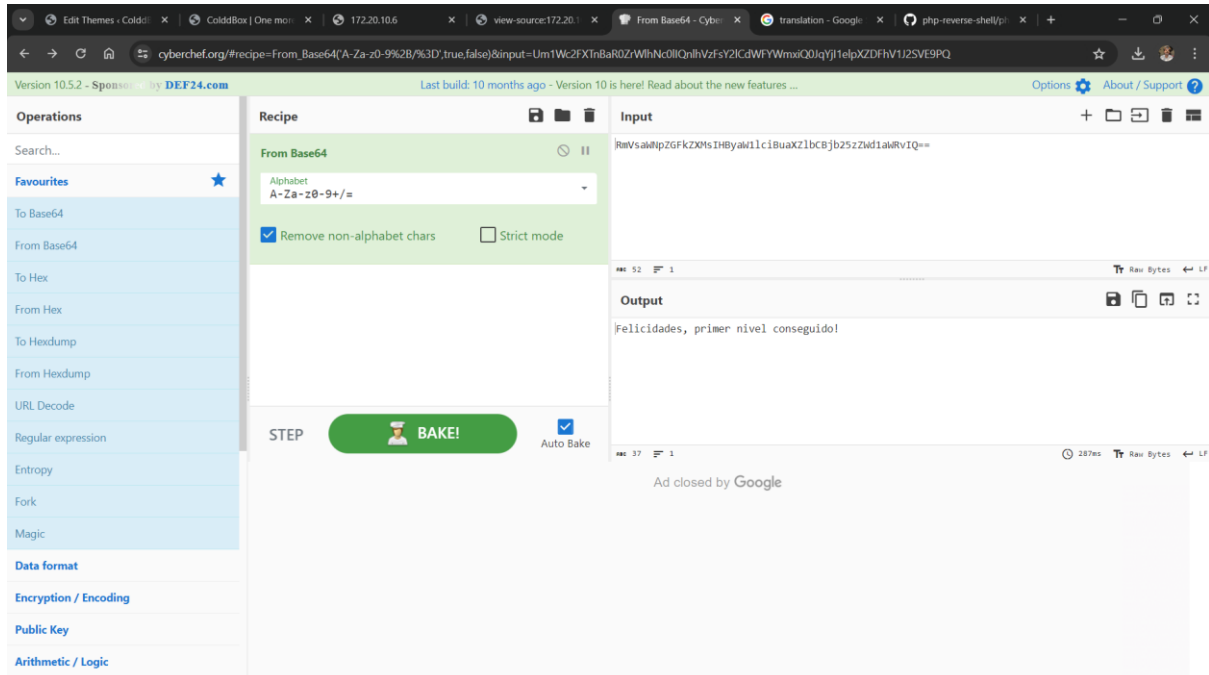 Edit Themes ‹ Coldd
ColddBox | One mor
172.20.10.6
view-source:172.20.1
From Base64 - Cyber
translation - Google
php-reverse-shell/ph
cyberchef.org/#recipe=From_Base64('A-Za-z0-9%2B/%3D',true,false)&input=Um1Wc2FXTnBaR0ZrWlhNc0lIQnlhVzFsY2lCdWFYWmxiQ0JqYjI1elpXZDFhV1J2SVE9PQ
Version 10.5.2 - Sponsor by DEF24.com
Last build: 10 months ago - Version 10 is here! Read about the new features ...
Options
About / Support
Operations
Recipe
Input
Search...
Favourites
To Base64
From Base64
To Hex
From Hex
To Hexdump
From Hexdump
URL Decode
Regular expression
Entropy
Fork
Magic
Data format
Encryption / Encoding
Public Key
Arithmetic / Logic
From Base64
Alphabet
A-Za-z0-9+/=
Remove non-alphabet chars
Strict mode
STEP
BAKE!
Auto Bake
RmVsaWNpZGFkZXMsIHByaW1lciBuaXZlbCBjb25zZWd1aWRvIQ==
ABC 52
1
Raw Bytes
LF
Output
Felicidades, primer nivel conseguido!
ABC 37
1
287ms
Raw Bytes
LF
Ad closed by Google